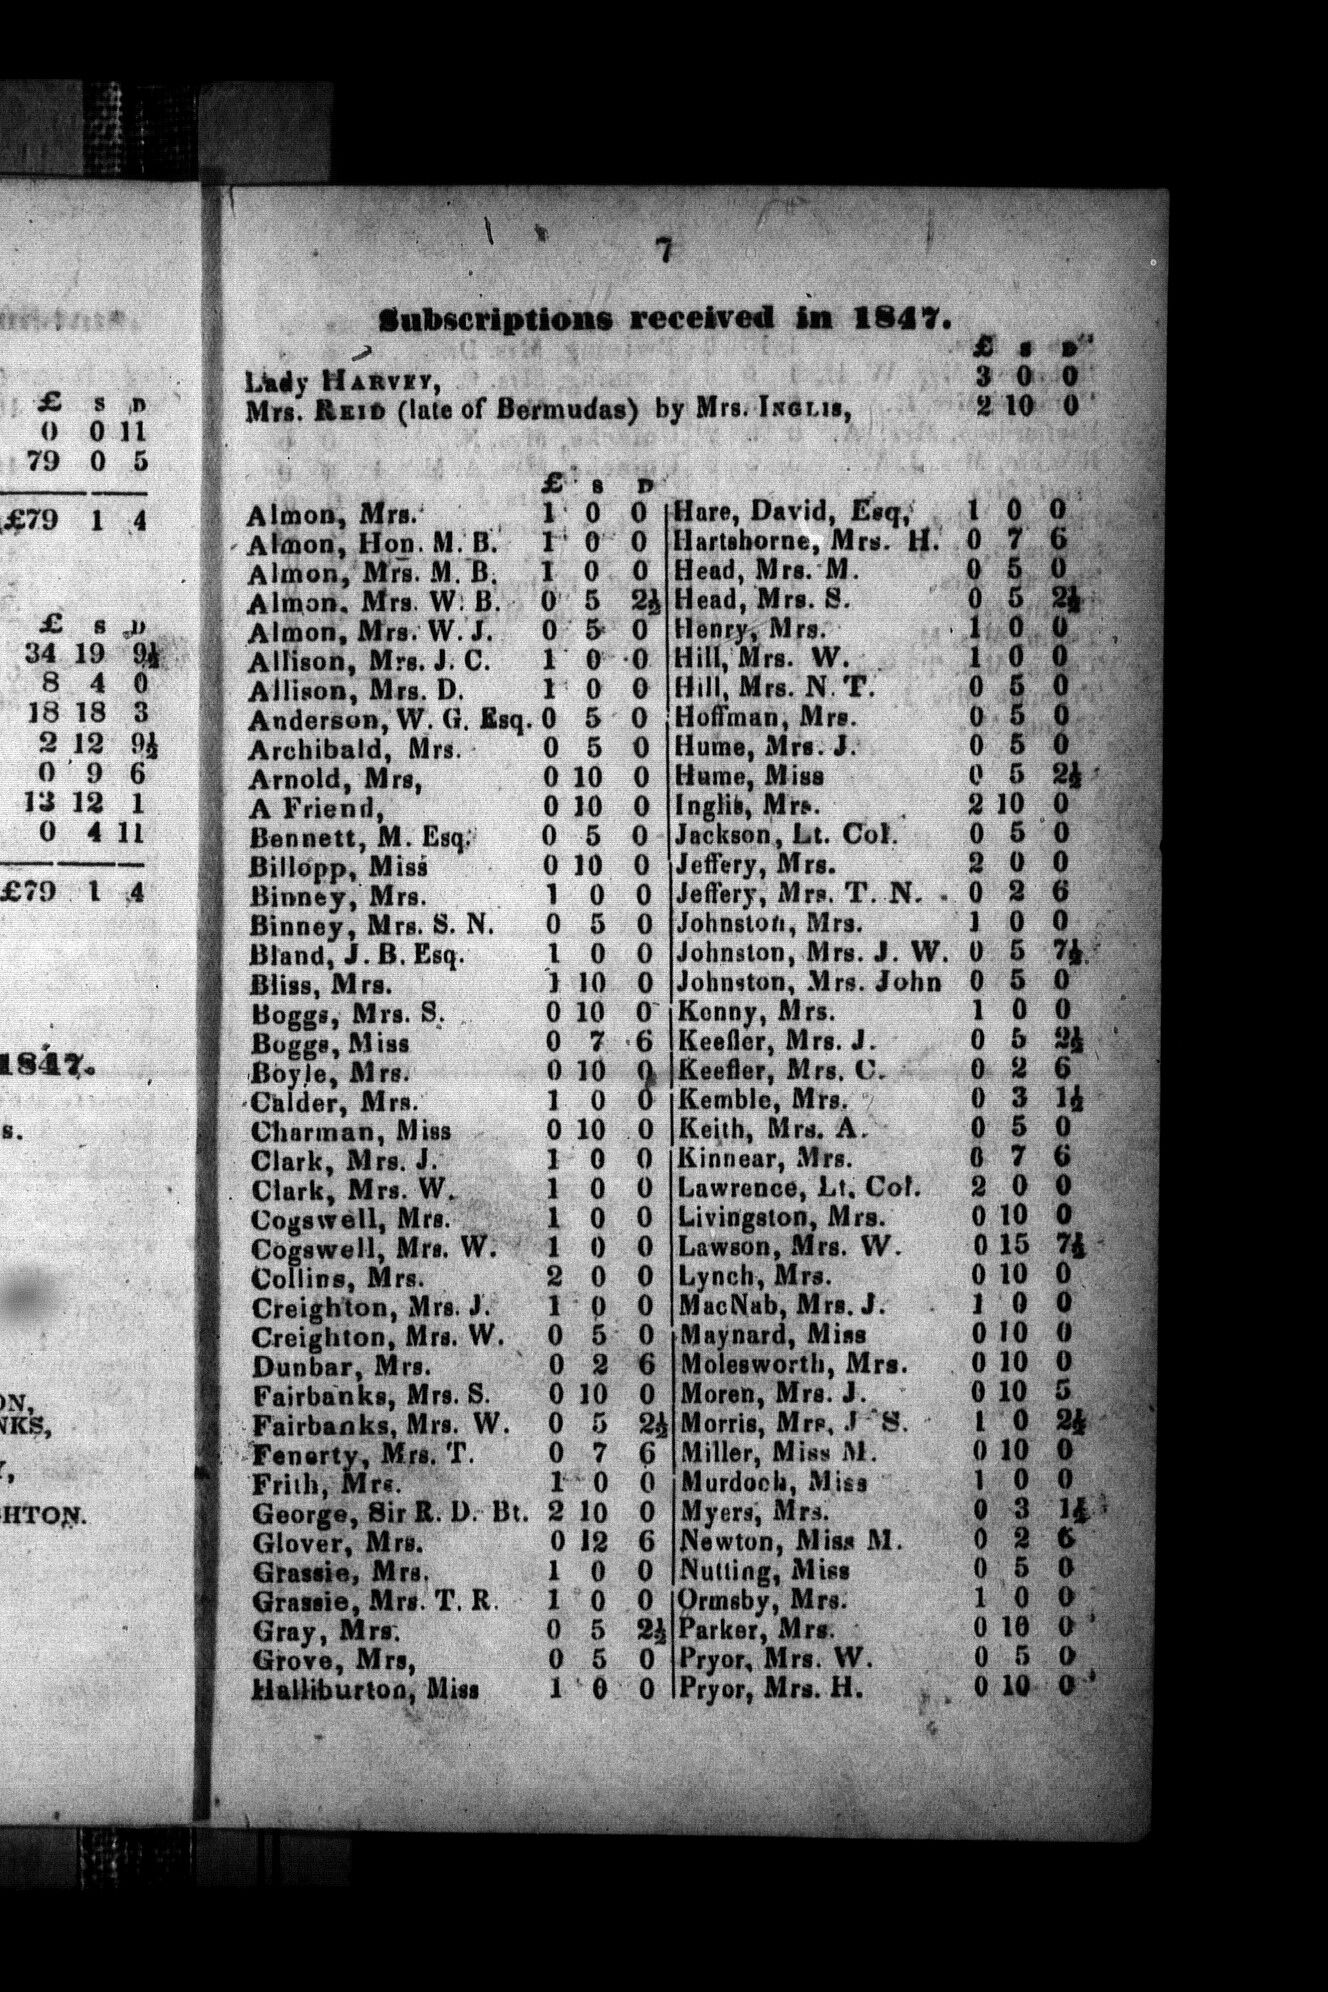 £ s D
0 0 11
79 0 5
£79 1 4
£ s D
34 19 9½
8 4 0
18 18 3
2 12 9½
0 9 6
13 12 1
0 4 11
£79 1 4
1847.
s.
ON,
NKS,
Y,
HTON.
7
Subscriptions received in 1847.
£ s D
Lady HARVEY, 3 0 0
Mrs. REID (late of Bermudas) by Mrs. INGLIS, 2 10 0
£ s D
Almon, Mrs. 1 0 0
Almon, Hon. M. B. 1 0 0
Almon, Mrs. M. B. 1 0 0
Almon, Mrs. W. B. 0 5 2½
Almon, Mrs. W. J. 0 5 0
Allison, Mrs. J. C. 1 0 0
Allison, Mrs. D. 1 0 0
Anderson, W. G. Esq. 0 5 0
Archibald, Mrs. 0 5 0
Arnold, Mrs, 0 10 0
A Friend, 0 10 0
Bennett, M. Esq. 0 5 0
Billopp, Miss 0 10 0
Binney, Mrs. 1 0 0
Binney, Mrs. S. N. 0 5 0
Bland, J. B. Esq. 1 0 0
Bliss, Mrs. 1 10 0
Boggs, Mrs. S. 0 10 0
Boggs, Miss 0 7 6
Boyle, Mrs. 0 10 0
Calder, Mrs. 1 0 0
Charman, Miss 0 10 0
Clark, Mrs. J. 1 0 0
Clark, Mrs. W. 1 0 0
Cogswell, Mrs. 1 0 0
Cogswell, Mrs. W. 1 0 0
Collins, Mrs. 2 0 0
Creighton, Mrs. J. 1 0 0
Creighton, Mrs. W. 0 5 0
Dunbar, Mrs. 0 2 6
Fairbanks, Mrs. S. 0 10 0
Fairbanks, Mrs. W. 0 5 2½
Fenerty, Mrs. T. 0 7 6
Frith, Mrs. 1 0 0
George, Sir R. D. Bt. 2 10 0
Glover, Mrs. 0 12 6
Grassie, Mrs. 1 0 0
Grassie, Mrs. T. R. 1 0 0
Gray, Mrs. 0 5 2½
Grove, Mrs, 0 5 0
Halliburton, Miss 1 0 0
Hare, David, Esq, 1 0 0
Hartshorne, Mrs. H. 0 7 6
Head, Mrs. M. 0 5 0
Head, Mrs. S. 0 5 2½
Henry, Mrs. 1 0 0
Hill, Mrs. W. 1 0 0
Hill, Mrs. N. T. 0 5 0
Hoffman, Mrs. 0 5 0
Hume, Mrs. J. 0 5 0
Hume, Miss 0 5 2½
Inglis, Mrs. 2 10 0
Jackson, Lt. Col. 0 5 0
Jeffery, Mrs. 2 0 0
Jeffery, Mrs. T. N. 0 2 6
Johnston, Mrs. 1 0 0
Johnston, Mrs. J. W. 0 5 7½
Johnston, Mrs. John 0 5 0
Kenny, Mrs. 1 0 0
Keefler, Mrs. J. 0 5 2½
Keefler, Mrs. C. 0 2 6
Kemble, Mrs. 0 3 1½
Keith, Mrs. A. 0 5 0
Kinnear, Mrs. 0 7 6
Lawrence, Lt. Col. 2 0 0
Livingston, Mrs. 0 10 0
Lawson, Mrs. W. 0 15 7½
Lynch, Mrs. 0 10 0
MacNab, Mrs. J. 1 0 0
Maynard, Miss 0 10 0
Molesworth, Mrs. 0 10 0
Moren, Mrs. J. 0 10 5
Morris, Mrs. J S. 1 0 2½
Miller, Miss M. 0 10 0
Murdoch, Miss 1 0 0
Myers, Mrs. 0 3 1½
Newton, Miss M. 0 2 6
Nutting, Miss 0 5 0
Ormsby, Mrs. 1 0 0
Parker, Mrs. 0 10 0
Pryor, Mrs. W. 0 5 0
Pryor, Mrs. H. 0 10 0